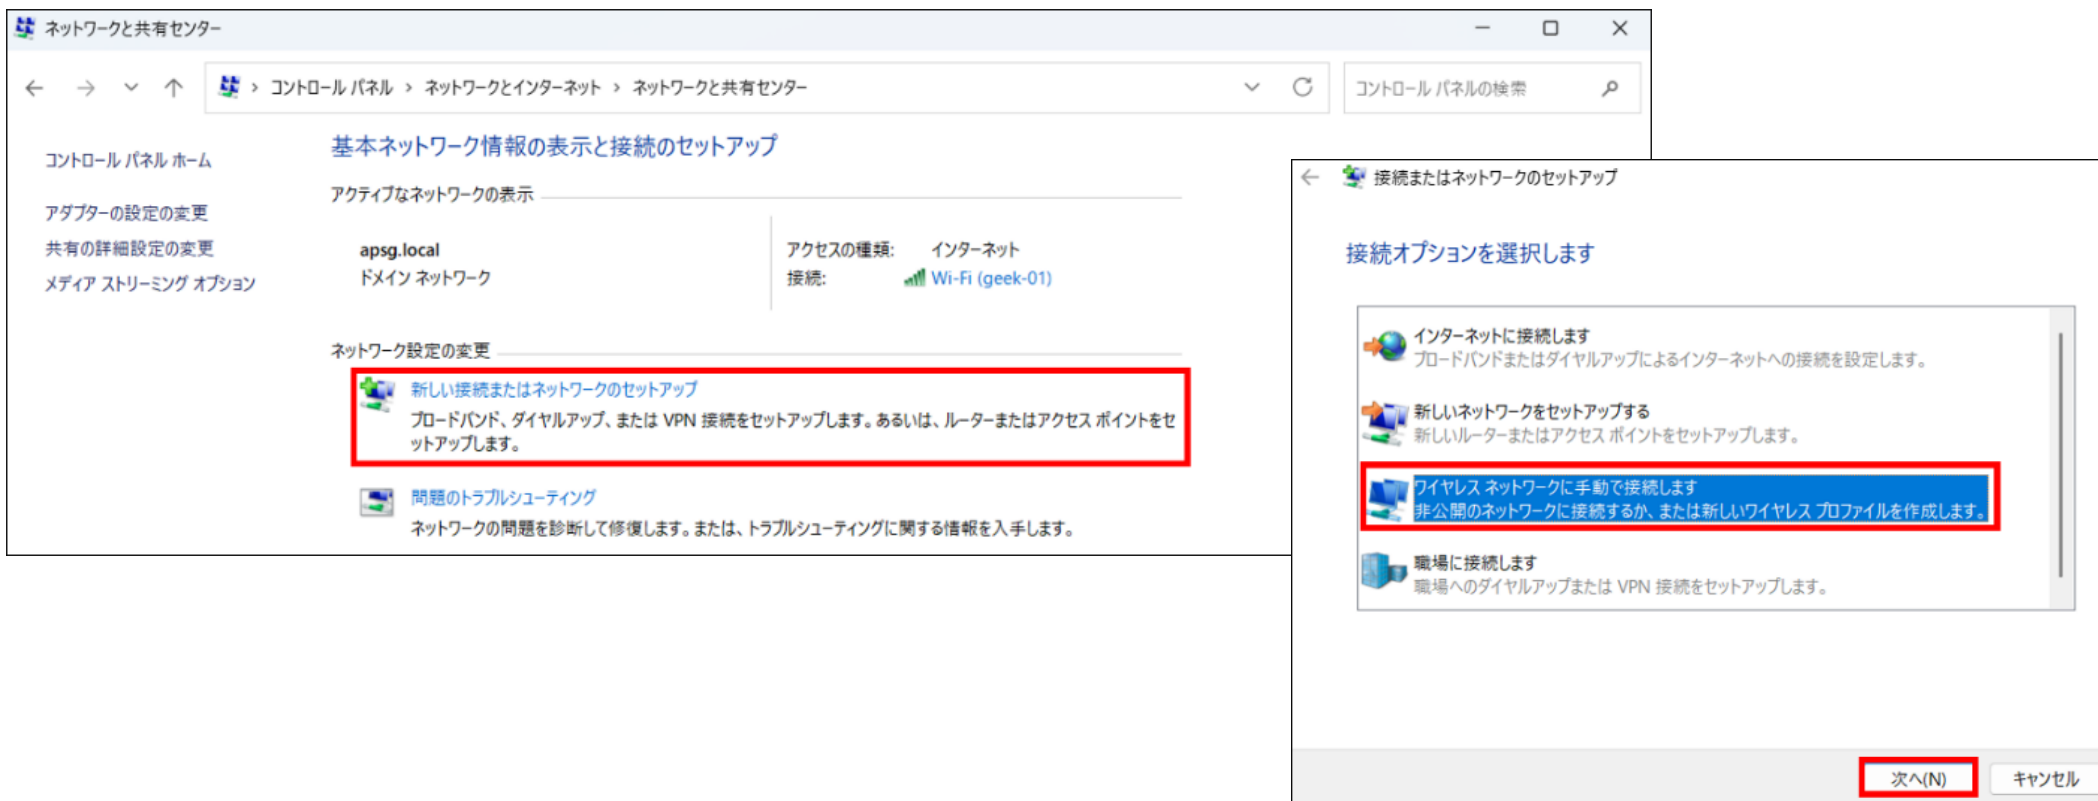 ネットワークと共有センター
コントロール パネル › ネットワークとインターネット › ネットワークと共有センター
コントロール パネルの検索
コントロール パネル ホーム
アダプターの設定の変更
共有の詳細設定の変更
メディア ストリーミング オプション
基本ネットワーク情報の表示と接続のセットアップ
アクティブなネットワークの表示
apsg.local
ドメイン ネットワーク
アクセスの種類: インターネット
接続: Wi-Fi (geek-01)
ネットワーク設定の変更
新しい接続またはネットワークのセットアップ
ブロードバンド、ダイヤルアップ、または VPN 接続をセットアップします。あるいは、ルーターまたはアクセス ポイントをセ
ットアップします。
問題のトラブルシューティング
ネットワークの問題を診断して修復します。または、トラブルシューティングに関する情報を入手します。
接続またはネットワークのセットアップ
接続オプションを選択します
インターネットに接続します
ブロードバンドまたはダイヤルアップによるインターネットへの接続を設定します。
新しいネットワークをセットアップする
新しいルーターまたはアクセス ポイントをセットアップします。
ワイヤレス ネットワークに手動で接続します
非公開のネットワークに接続するか、または新しいワイヤレス プロファイルを作成します。
職場に接続します
職場へのダイヤルアップまたは VPN 接続をセットアップします。
次へ(N)
キャンセル